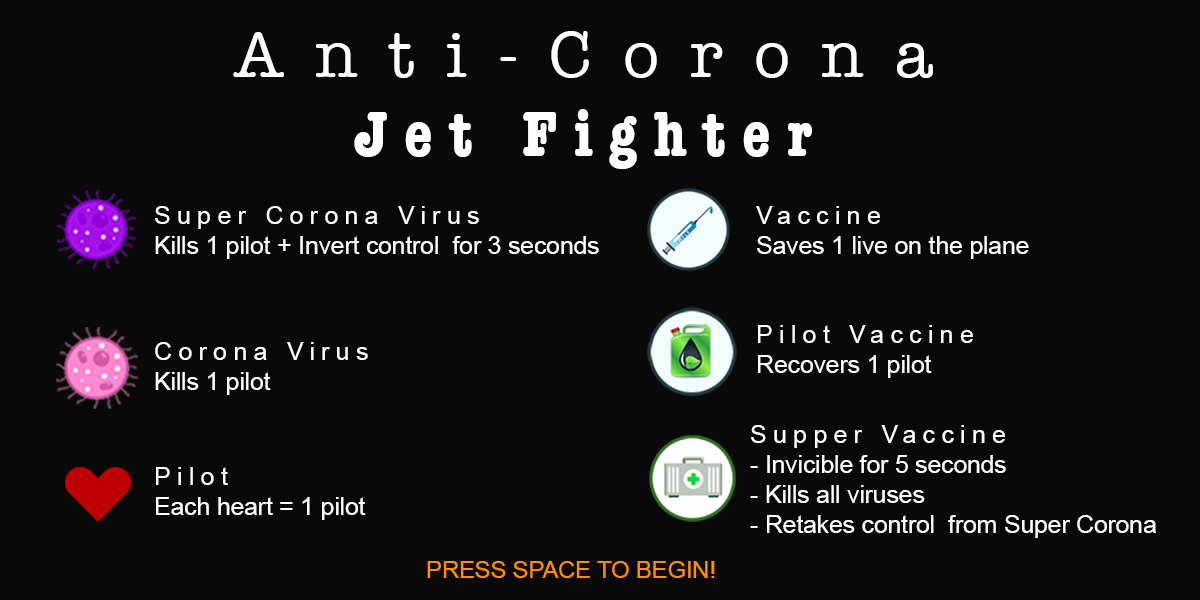 Anti-Corona
Jet Fighter
Super Corona Virus
Kills 1 pilot + Invert control  for 3 seconds
Corona Virus
Kills 1 pilot
Pilot
Each heart = 1 pilot
Vaccine
Saves 1 live on the plane
Pilot Vaccine
Recovers 1 pilot
Supper Vaccine
- Invicible for 5 seconds
- Kills all viruses
- Retakes control  from Super Corona
PRESS SPACE TO BEGIN!